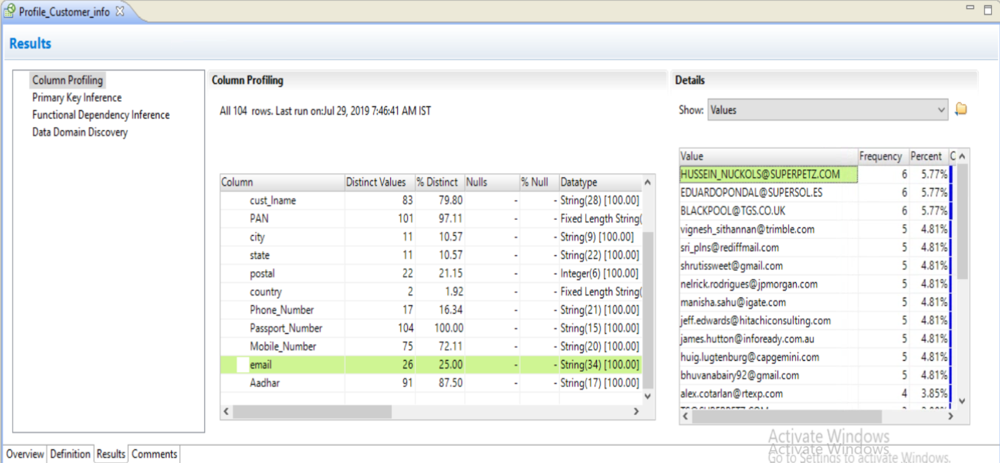 Profile_Customer_info
Results
Column Profiling
Primary Key Inference
Functional Dependency Inference
Data Domain Discovery
Column Profiling
All 104 rows. Last run on:Jul 29, 2019 7:46:41 AM IST
Column Distinct Values % Distinct Nulls % Null Datatype
cust_lname 83 79.80 - - String(28) [100.00]
PAN 101 97.11 - - Fixed Length String(
city 11 10.57 - - String(9) [100.00]
state 11 10.57 - - String(22) [100.00]
postal 22 21.15 - - Integer(6) [100.00]
country 2 1.92 - - Fixed Length String(
Phone_Number 17 16.34 - - String(21) [100.00]
Passport_Number 104 100.00 - - String(15) [100.00]
Mobile_Number 75 72.11 - - String(20) [100.00]
email 26 25.00 - - String(34) [100.00]
Aadhar 91 87.50 - - String(17) [100.00]
Details
Show: Values
Value Frequency Percent C
HUSSEIN_NUCKOLS@SUPERPETZ.COM 6 5.77%
EDUARDOPONDAL@SUPERSOL.ES 6 5.77%
BLACKPOOL@TGS.CO.UK 6 5.77%
vignesh_sithannan@trimble.com 5 4.81%
sri_plns@rediffmail.com 5 4.81%
shrutissweet@gmail.com 5 4.81%
nelrick.rodrigues@jpmorgan.com 5 4.81%
manisha.sahu@igate.com 5 4.81%
jeff.edwards@hitachiconsulting.com 5 4.81%
james.hutton@infoready.com.au 5 4.81%
huig.lugtenburg@capgemini.com 5 4.81%
bhuvanabairy92@gmail.com 5 4.81%
alex.cotarlan@rtexp.com 4 3.85%
Activate Windows
Activate Windows
Go to Settings to activate Windows.
Overview Definition Results Comments